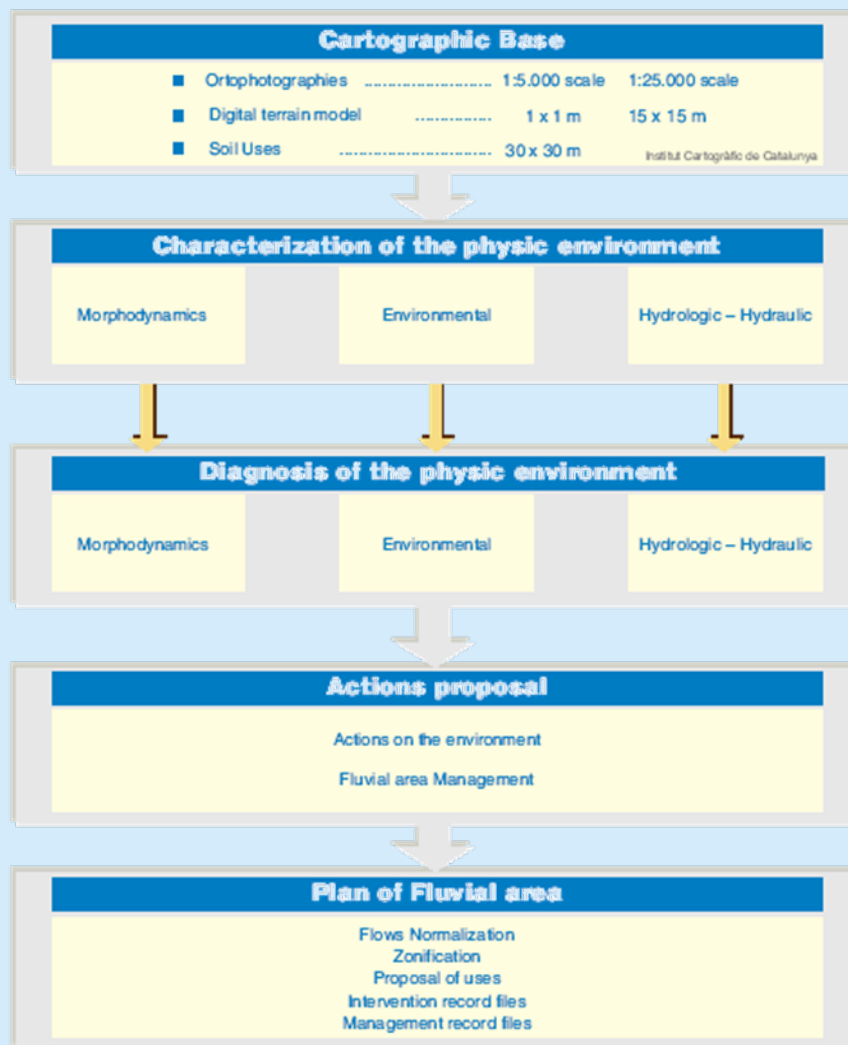 Cartographic Base
■ Ortophotographies ........................... 1:5.000 scale 1:25.000 scale
■ Digital terrain model ................ 1 x 1 m 15 x 15 m
■ Soil Uses ................................ 30 x 30 m
Institut Cartogràfic de Catalunya
Characterization of the physic environment
Morphodynamics Environmental Hydrologic – Hydraulic
Diagnosis of the physic environment
Morphodynamics Environmental Hydrologic – Hydraulic
Actions proposal
Actions on the environment
Fluvial area Management
Plan of Fluvial area
Flows Normalization
Zonification
Proposal of uses
Intervention record files
Management record files